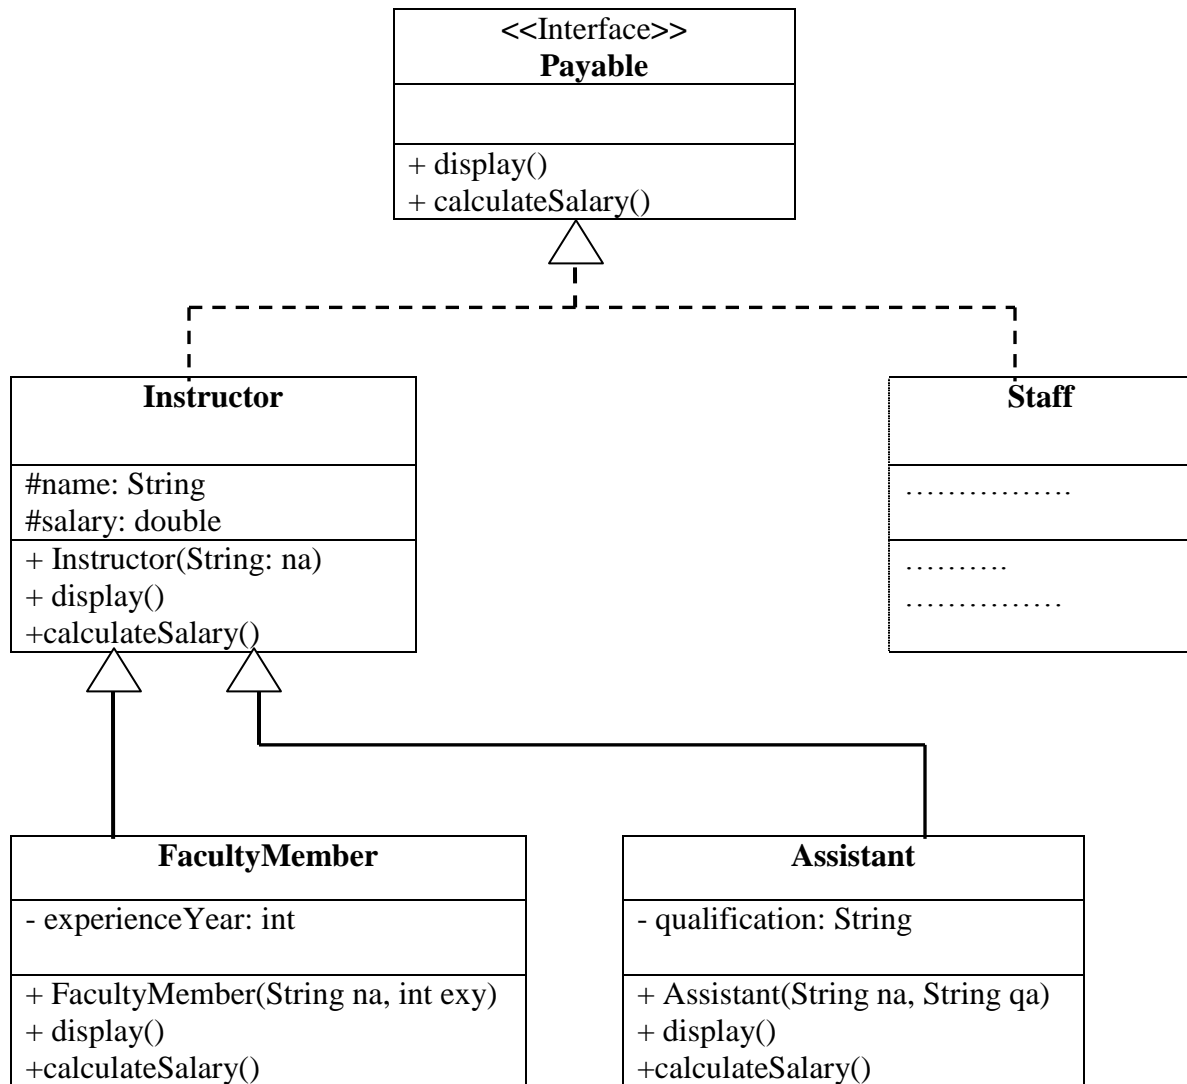 <<Interface>>
Payable
+ display()
+ calculateSalary()
Instructor
#name: String
#salary: double
+ Instructor(String: na)
+ display()
+calculateSalary()
Staff
…………….
……….
……………
FacultyMember
- experienceYear: int
+ FacultyMember(String na, int exy)
+ display()
+calculateSalary()
Assistant
- qualification: String
+ Assistant(String na, String qa)
+ display()
+calculateSalary()